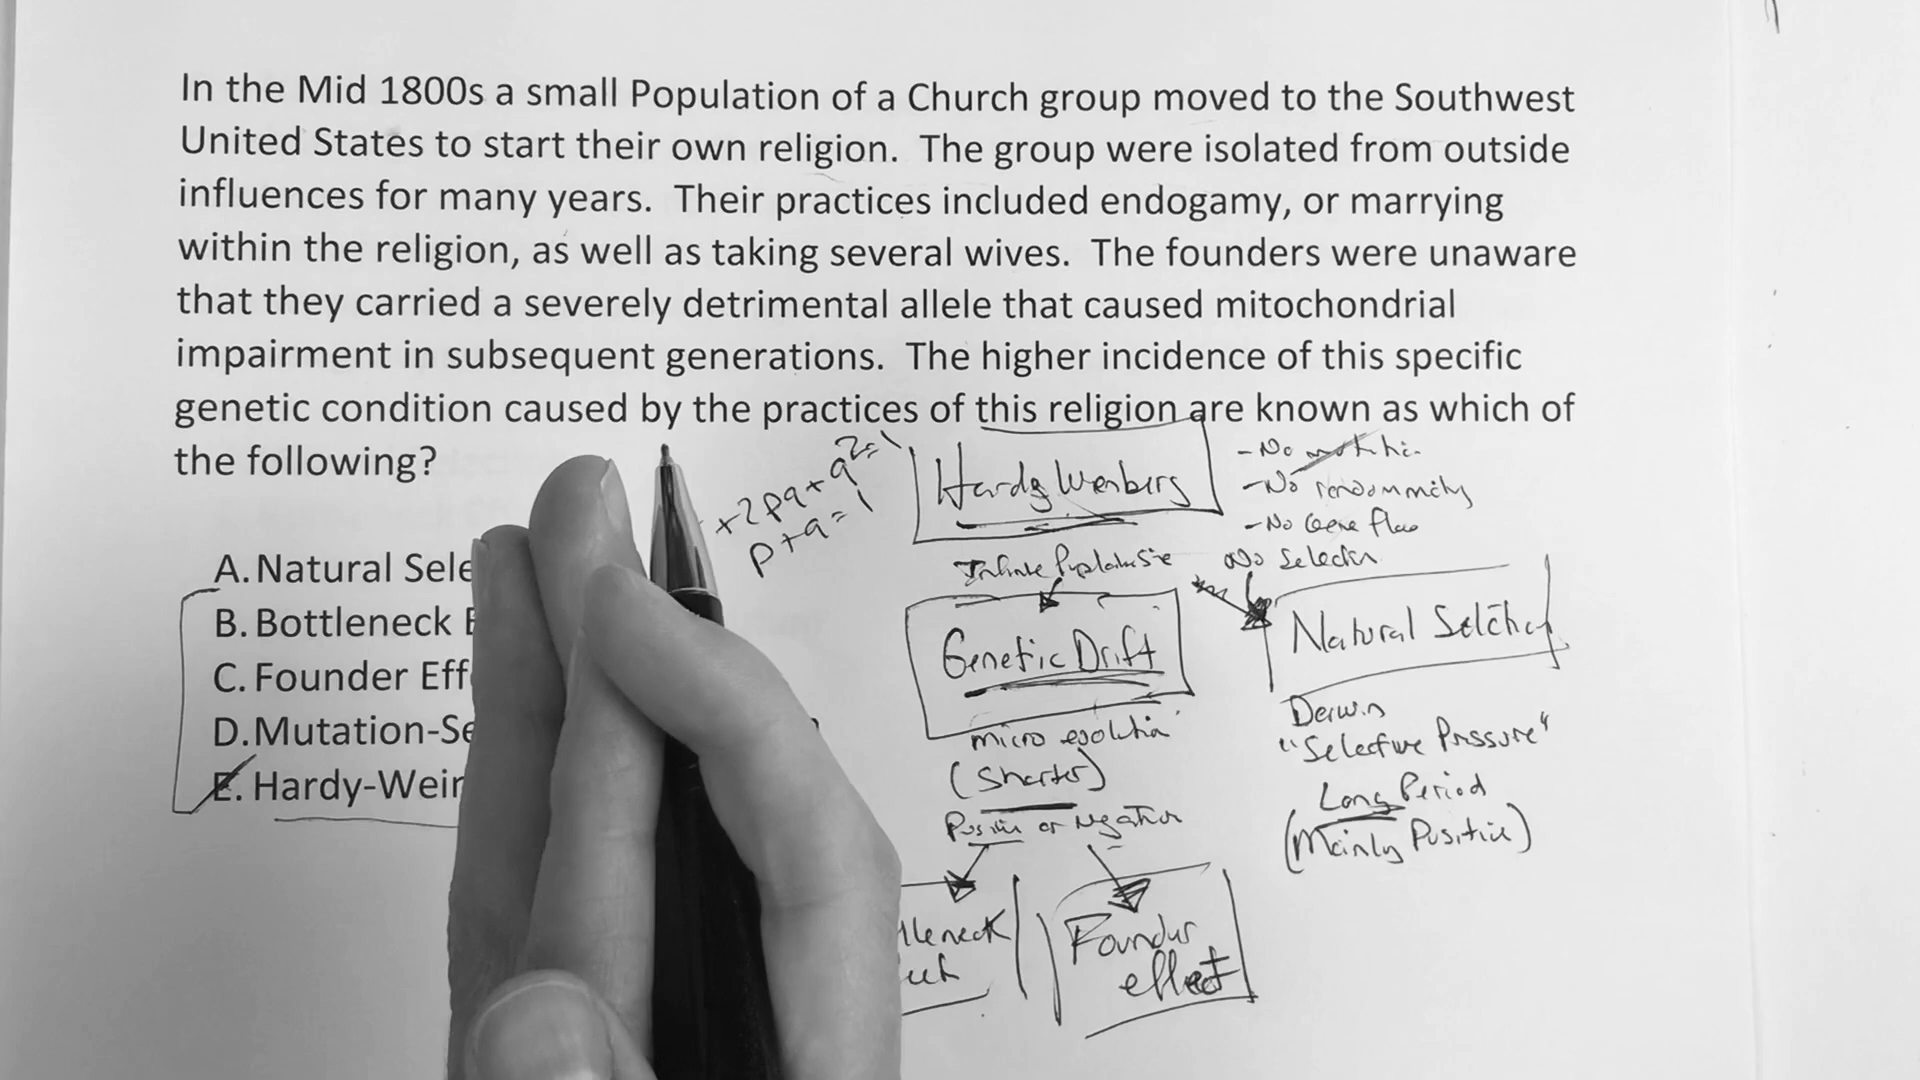 In the Mid 1800s a small Population of a Church group moved to the Southwest
United States to start their own religion.  The group were isolated from outside
influences for many years.  Their practices included endogamy, or marrying
within the religion, as well as taking several wives.  The founders were unaware
that they carried a severely detrimental allele that caused mitochondrial
impairment in subsequent generations.  The higher incidence of this specific
genetic condition caused by the practices of this religion are known as which of
the following?
+2pq+q²=1
p+q=1
Hardy
- No
- No
- No Gene flow
No Selection
A. Natural Sele
B. Bottleneck E
C. Founder Eff
D. Mutation-Se
E. Hardy-Wein
Genetic Drift
micro evolution
(Shorter)
Positive or Negative
Natural Selection
Darwin
"Selective Pressure"
Long Period
(Mainly Positive)
tleneck
Founder
effect